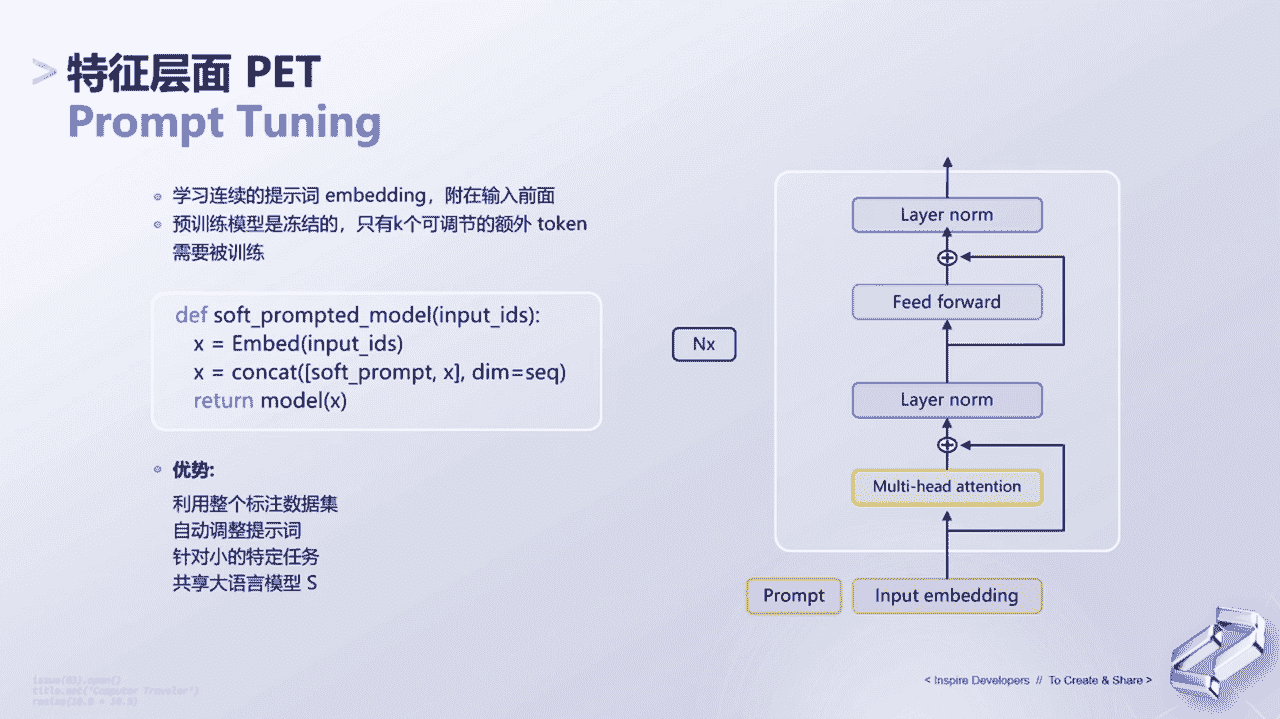 > 特征层面 PET
Prompt Tuning
学习连续的提示词 embedding，附在输入前面
预训练模型是冻结的，只有k个可调节的额外 token
需要被训练
def soft_prompted_model(input_ids):
x = Embed(input_ids)
x = concat([soft_prompt, x], dim=seq)
return model(x)
优势:
利用整个标注数据集
自动调整提示词
针对小的特定任务
共享大语言模型 S
Nx
Layer norm
Feed forward
Layer norm
Multi-head attention
Prompt
Input embedding
title.set('Computer Traveler')
< Inspire Developers // To Create & Share >